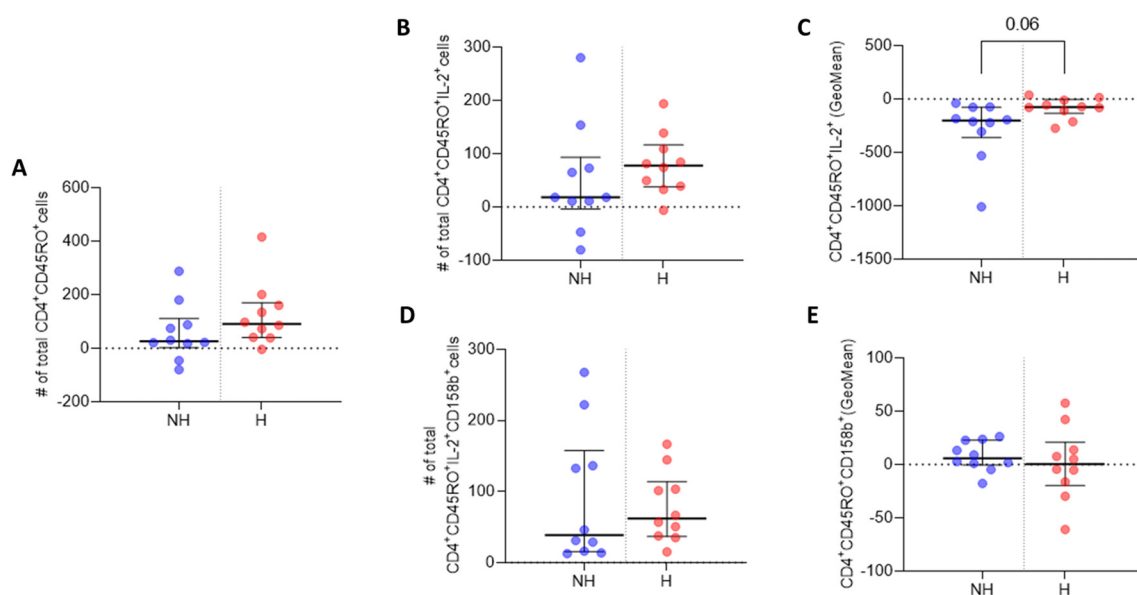 A
# of total CD4⁺CD45RO⁺cells
600
400
200
0
-200
NH
H
B
# of total CD4⁺CD45RO⁺IL-2⁺cells
300
200
100
0
-100
NH
H
C
0.06
CD4⁺CD45RO⁺IL-2⁺ (GeoMean)
500
0
-500
-1000
-1500
NH
H
D
# of total
CD4⁺CD45RO⁺IL-2⁺CD158b⁺cells
300
200
100
0
NH
H
E
CD4⁺CD45RO⁺CD158b⁺(GeoMean)
100
50
0
-50
-100
NH
H